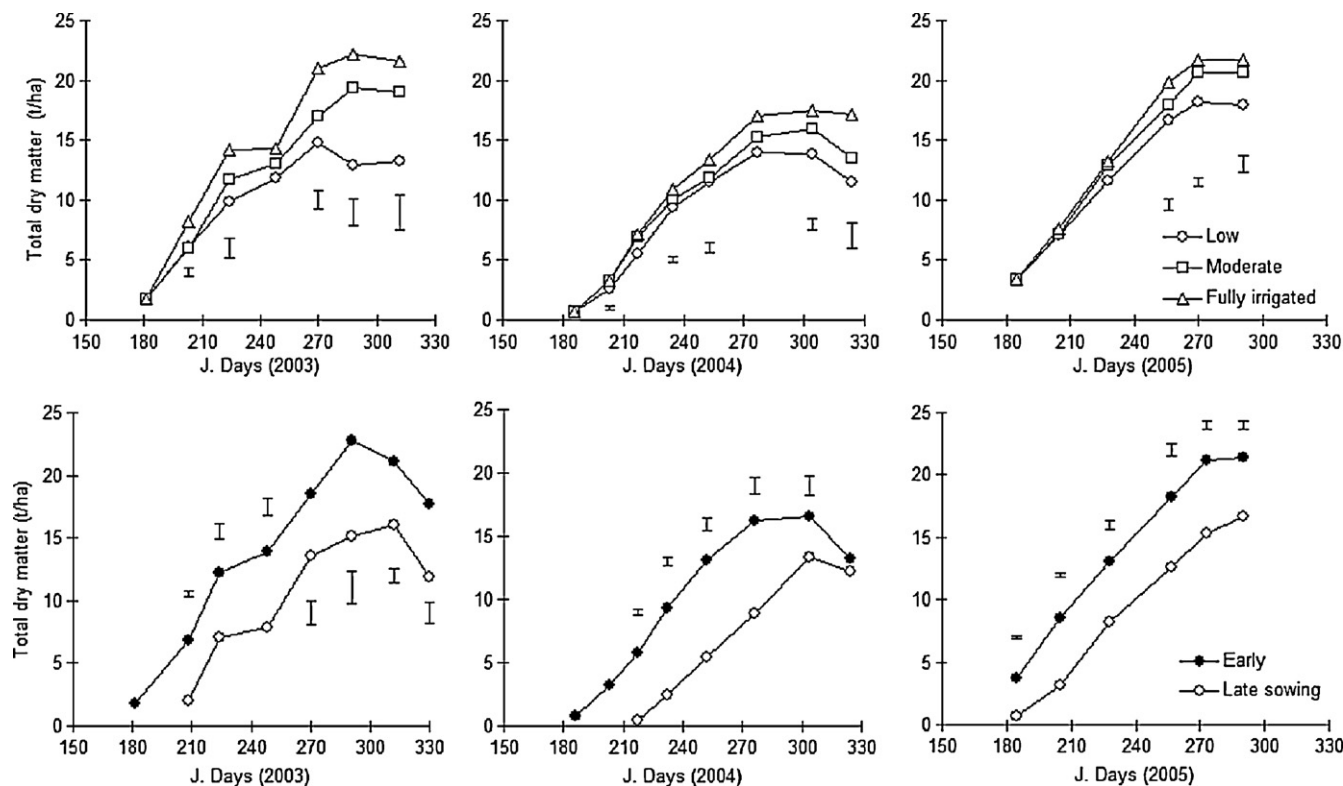 25 25 25
20 20 20
15 15 15
10 10 10
5 5 5
0 0 0
Total dry matter (t/ha)
Low
Moderate
Fully irrigated
150 180 210 240 270 300 330 150 180 210 240 270 300 330 150 180 210 240 270 300 330
J. Days (2003) J. Days (2004) J. Days (2005)
25 25 25
20 20 20
15 15 15
10 10 10
5 5 5
0 0 0
Total dry matter (t/ha)
Early
Late sowing
150 180 210 240 270 300 330 150 180 210 240 270 300 330 150 180 210 240 270 300 330
J. Days (2003) J. Days (2004) J. Days (2005)